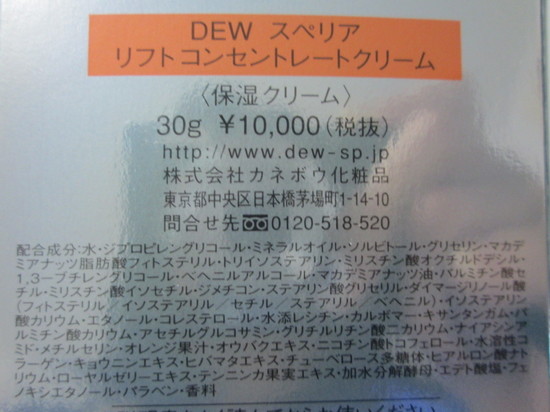 DEW スペリア
リフトコンセントレートクリーム
〈保湿クリーム〉
30g ¥10,000(税抜)
http://www.dew-sp.jp
株式会社カネボウ化粧品
東京都中央区日本橋茅場町1-14-10
問合せ先 0120-518-520
配合成分:水・ジプロピレングリコール・ミネラルオイル・ソルビトール・グリセリン・マカデ
ミアナッツ脂肪酸フィトステリル・トリイソステアリン・ミリスチン酸オクチルドデシル・
1,3-ブチレングリコール・ベヘニルアルコール・マカデミアナッツ油・パルミチン酸セ
チル・ミリスチン酸イソセチル・ジメチコン・ステアリン酸グリセリル・ダイマージリノール酸
(フィトステリル/イソステアリル/セチル/ステアリル/ベヘニル)・イソステアリン
酸カリウム・エタノール・コレステロール・水添レシチン・カルボマー・キサンタンガム・パ
ルミチン酸カリウム・アセチルグルコサミン・グリチルリチン酸ニカリウム・ナイアシンア
ミド・メチルセリン・オレンジ果汁・オウバクエキス・ニコチン酸トコフェロール・水溶性コ
ラーゲン・キョウニンエキス・ヒバマタエキス・チューベローズ多糖体・ヒアルロン酸ナト
リウム・ローヤルゼリーエキス・テンニンカ果実エキス・加水分解酵母・エデト酸塩・フェ
ノキシエタノール・パラベン・香料